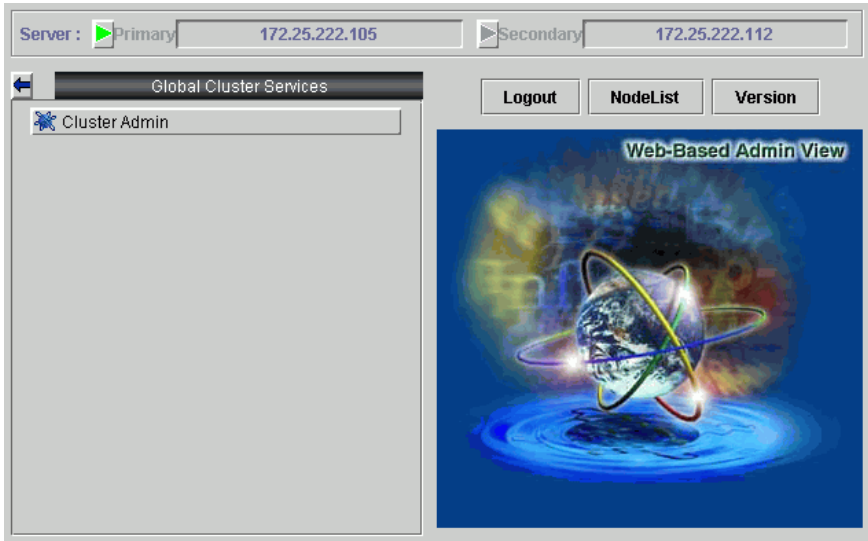 Server : Primary 172.25.222.105 Secondary 172.25.222.112
Global Cluster Services
Logout NodeList Version
Cluster Admin
Web-Based Admin View